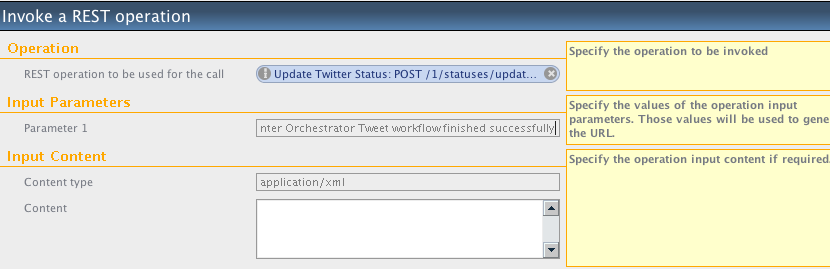 Invoke a REST operation
Operation
REST operation to be used for the call
Update Twitter Status: POST /1/statuses/updat...
Specify the operation to be invoked
Input Parameters
Parameter 1
nter Orchestrator Tweet workflow finished successfully
Specify the values of the operation input
parameters. Those values will be used to gene
the URL.
Input Content
Content type
application/xml
Specify the operation input content if required.
Content